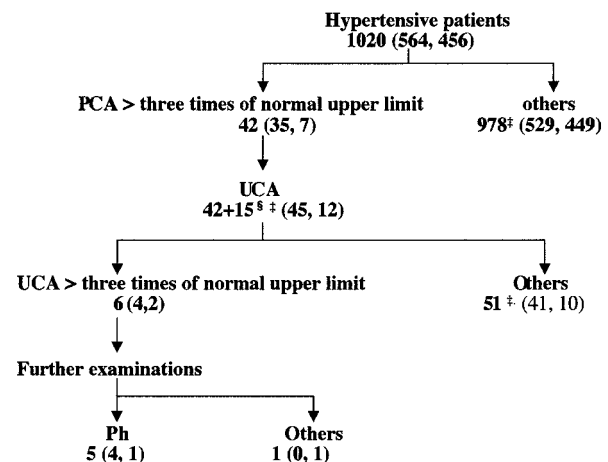 Hypertensive patients
1020 (564, 456)
PCA > three times of normal upper limit
42 (35, 7)
others
978‡ (529, 449)
UCA
42+15§ ‡ (45, 12)
UCA > three times of normal upper limit
6 (4,2)
Others
51 ‡ (41, 10)
Further examinations
Ph
5 (4, 1)
Others
1 (0, 1)